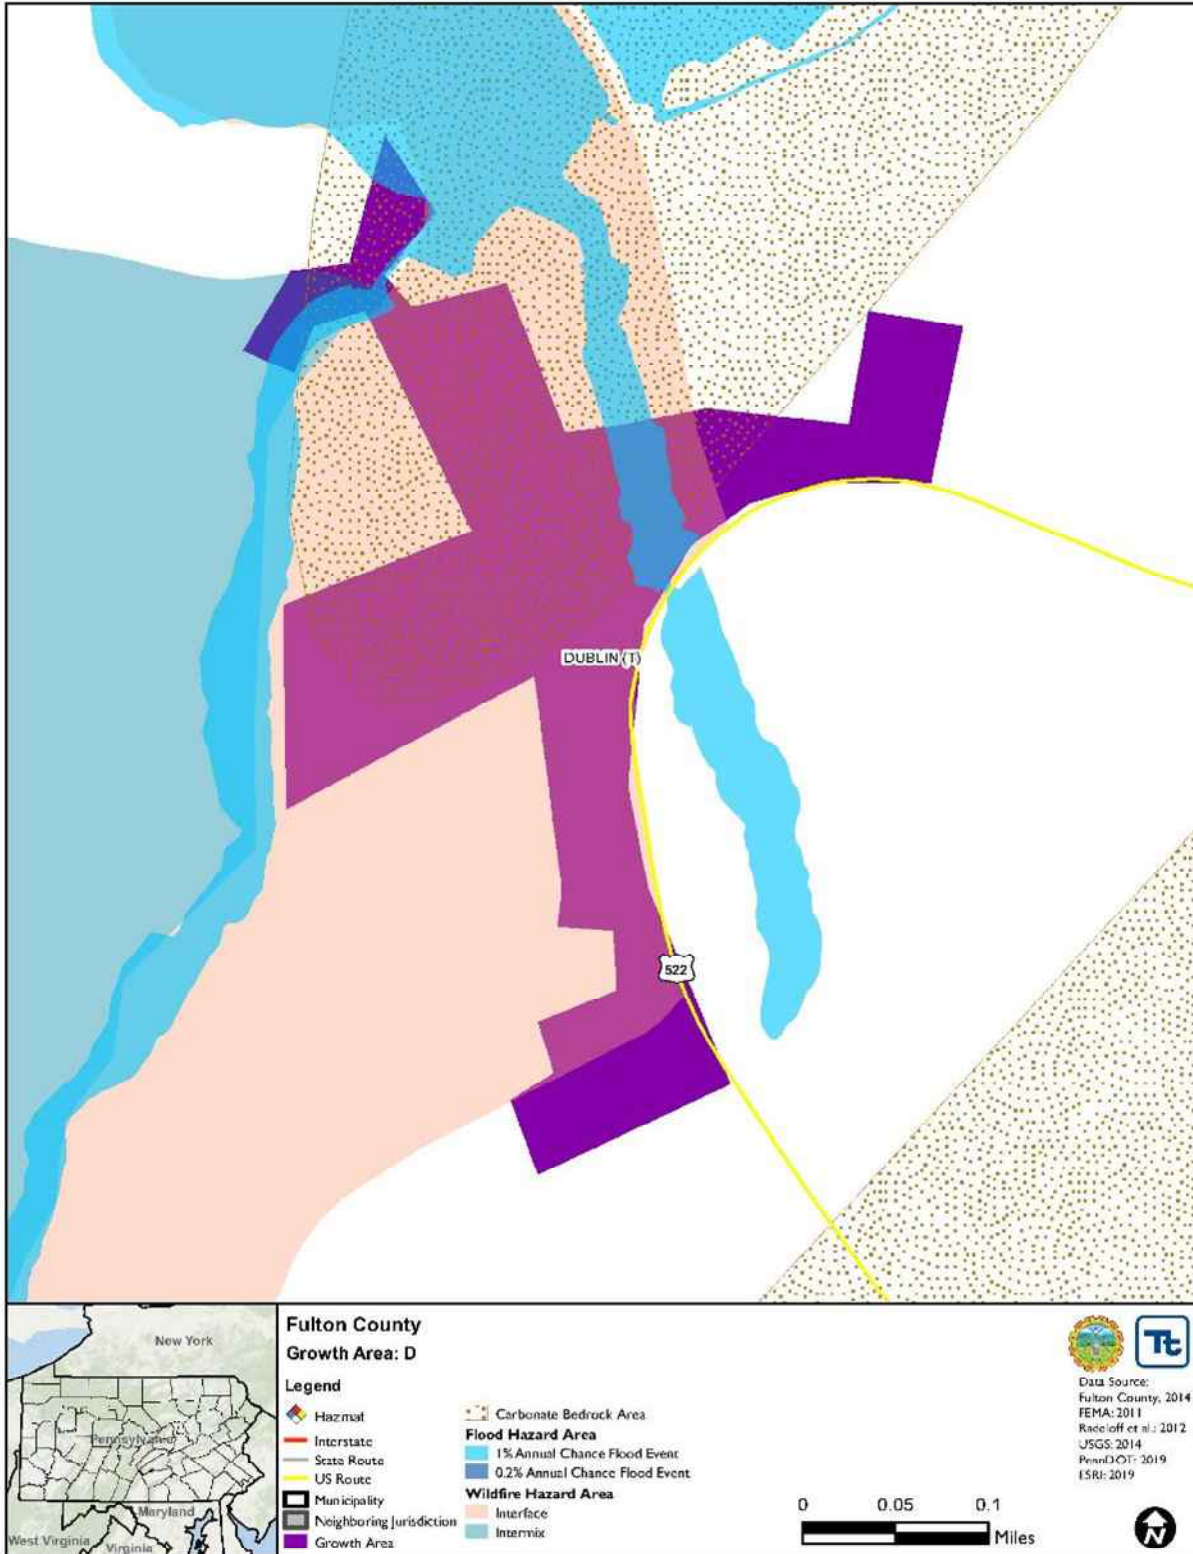 DUBLIN (T)
522
New York
Pennsylvania
Maryland
West Virginia
Virginia
Fulton County
Growth Area: D
Legend
Hazmat
Interstate
State Route
US Route
Municipality
Neighboring Jurisdiction
Growth Area
Carbonate Bedrock Area
Flood Hazard Area
1% Annual Chance Flood Event
0.2% Annual Chance Flood Event
Wildfire Hazard Area
Interface
Intermix
0 0.05 0.1
Miles
Tt
Data Source:
Fulton County, 2014
FEMA: 2011
Radeloff et al.: 2012
USGS: 2014
PennDOT: 2019
ESRI: 2019
N